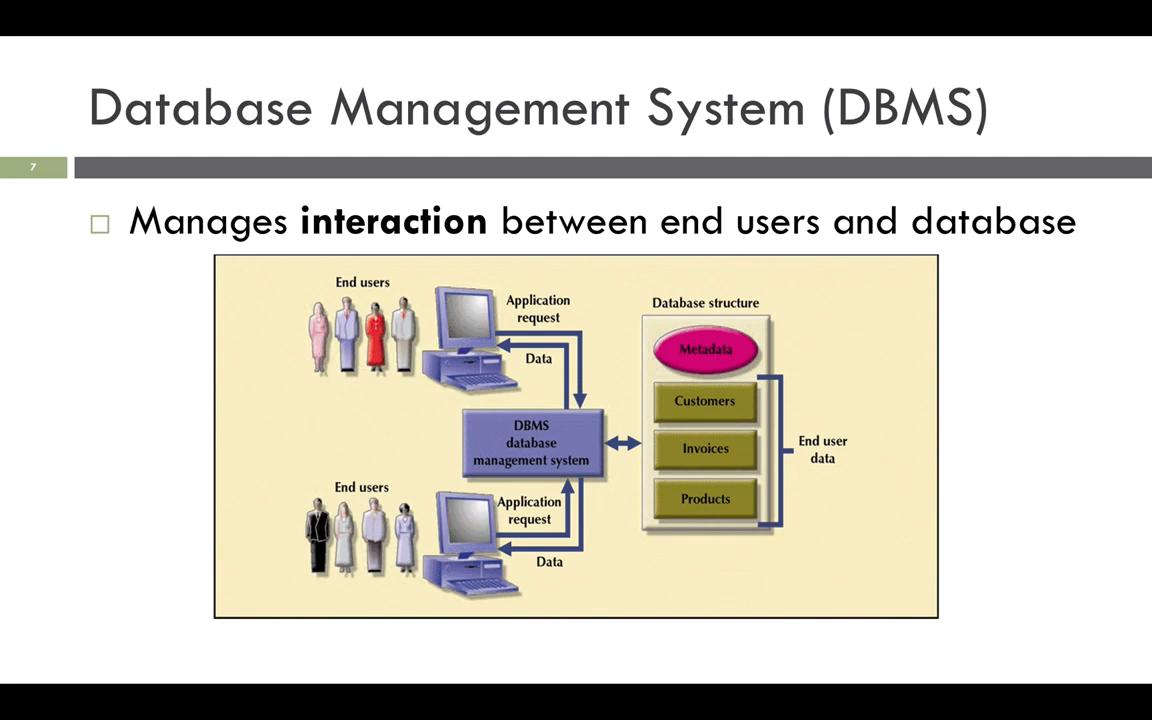 Database Management System (DBMS)
7
Manages interaction between end users and database
End users
Application
request
Data
Database structure
Metadata
Customers
Invoices
Products
End user
data
DBMS
database
management system
End users
Application
request
Data